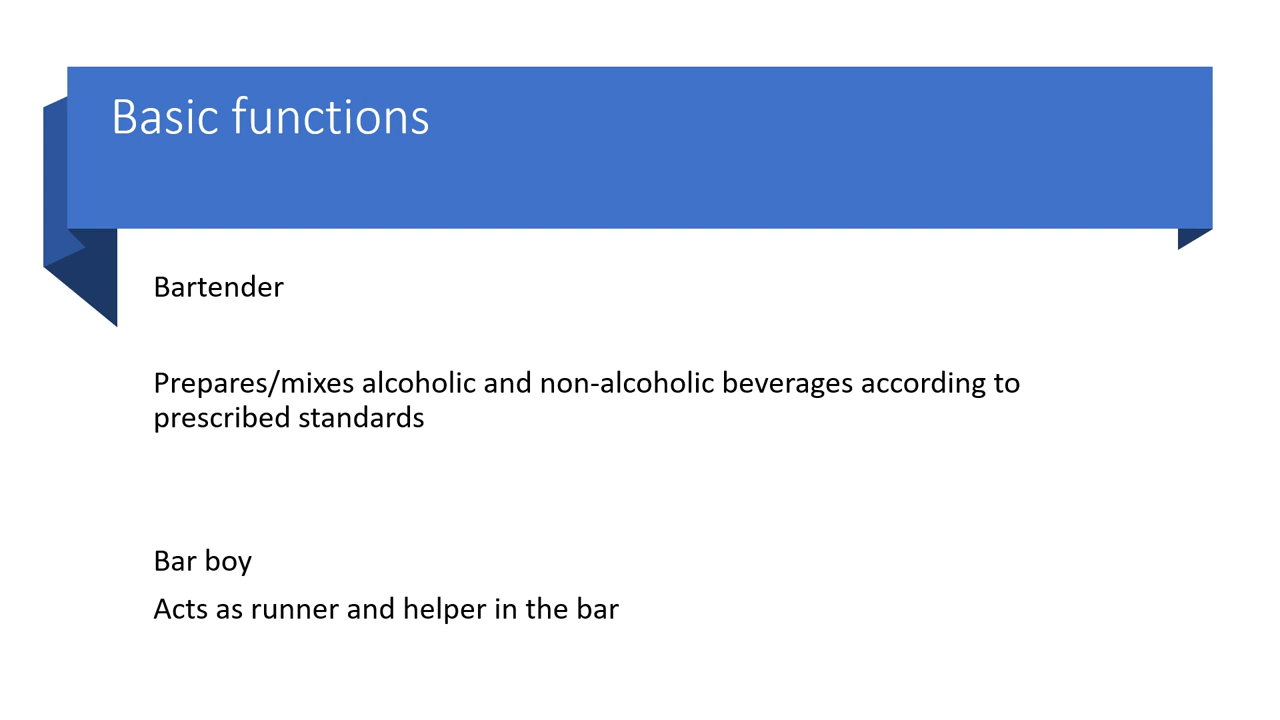 Basic functions
Bartender
Prepares/mixes alcoholic and non-alcoholic beverages according to
prescribed standards
Bar boy
Acts as runner and helper in the bar